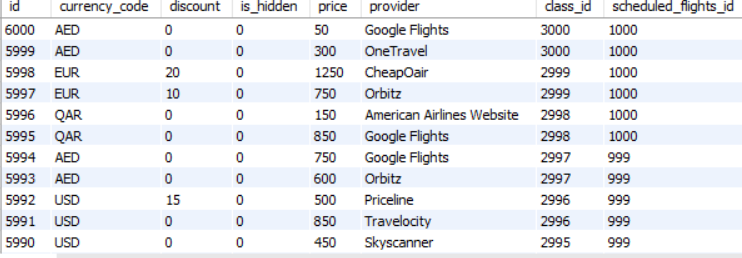 id currency_code discount is_hidden price provider class_id scheduled_flights_id
6000 AED 0 0 50 Google Flights 3000 1000
5999 AED 0 0 300 OneTravel 3000 1000
5998 EUR 20 0 1250 CheapOair 2999 1000
5997 EUR 10 0 750 Orbitz 2999 1000
5996 QAR 0 0 150 American Airlines Website 2998 1000
5995 QAR 0 0 850 Google Flights 2998 1000
5994 AED 0 0 750 Google Flights 2997 999
5993 AED 0 0 600 Orbitz 2997 999
5992 USD 15 0 500 Priceline 2996 999
5991 USD 0 0 850 Travelocity 2996 999
5990 USD 0 0 450 Skyscanner 2995 999